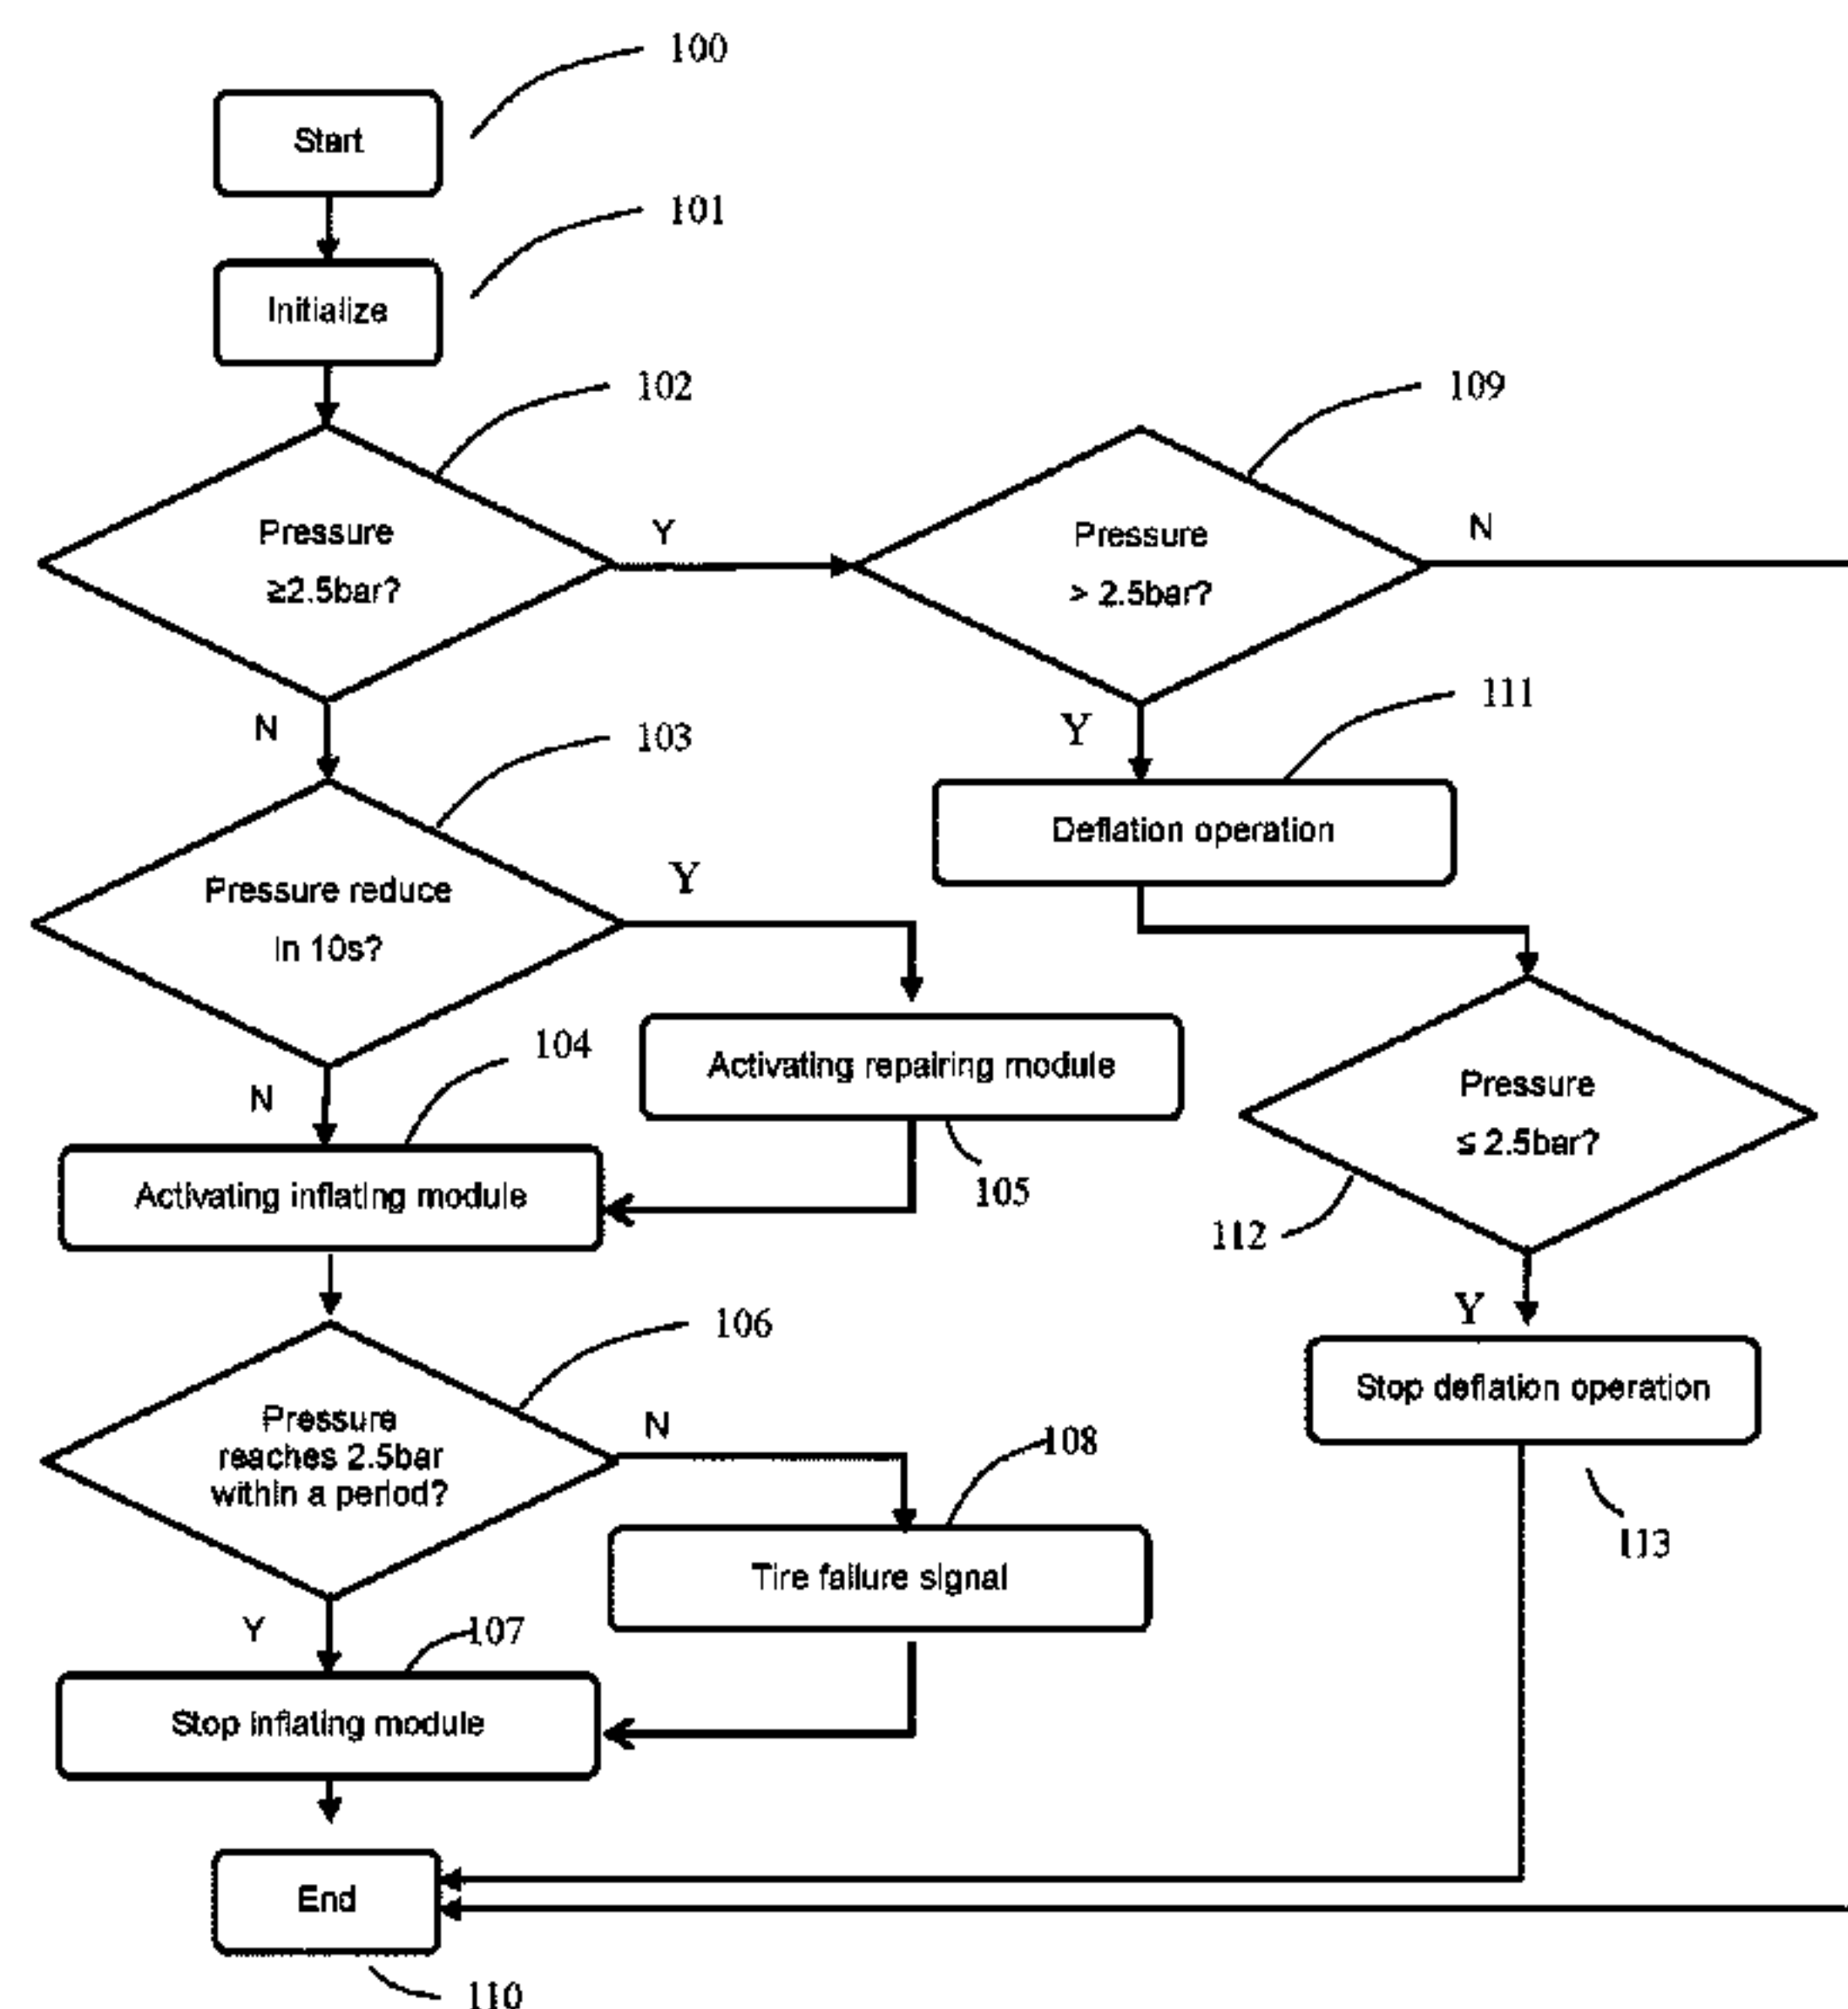 100
Start
101
Initialize
102
109
Pressure
≥2.5bar?
Y
Pressure
> 2.5bar?
N
N
103
Y
111
Deflation operation
Pressure reduce
in 10s?
Y
N
104
Activating repairing module
105
Activating inflating module
Pressure
≤ 2.5bar?
112
Y
106
Pressure
reaches 2.5bar
within a period?
N
108
Stop deflation operation
113
Tire failure signal
Y
107
Stop inflating module
End
110